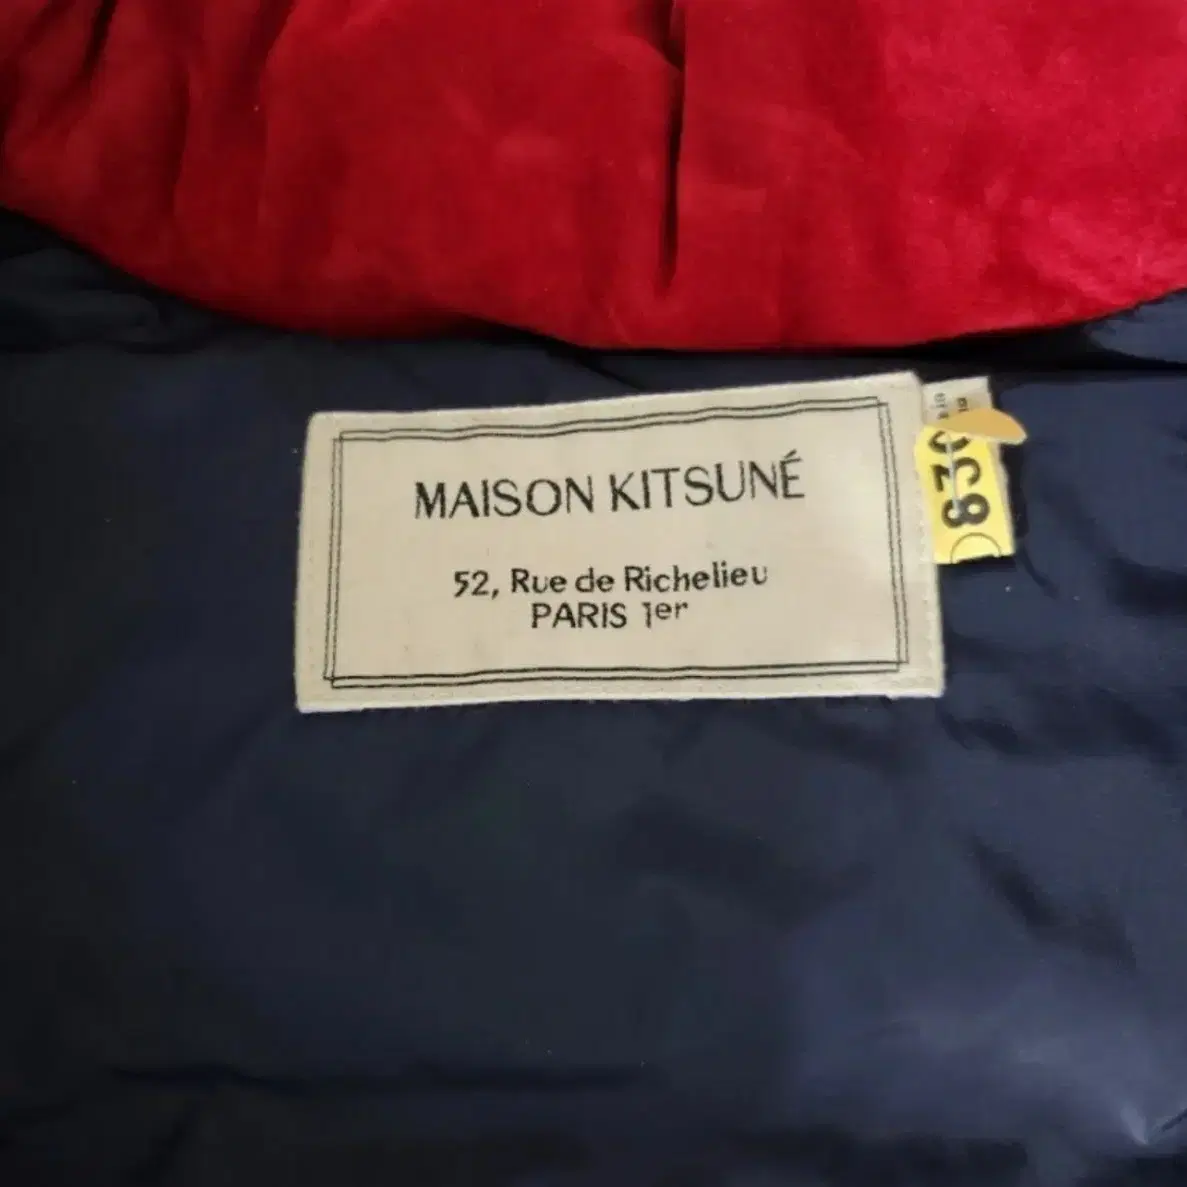 MAISON KITSUNÉ
52, Rue de Richelieu
PARIS 1er